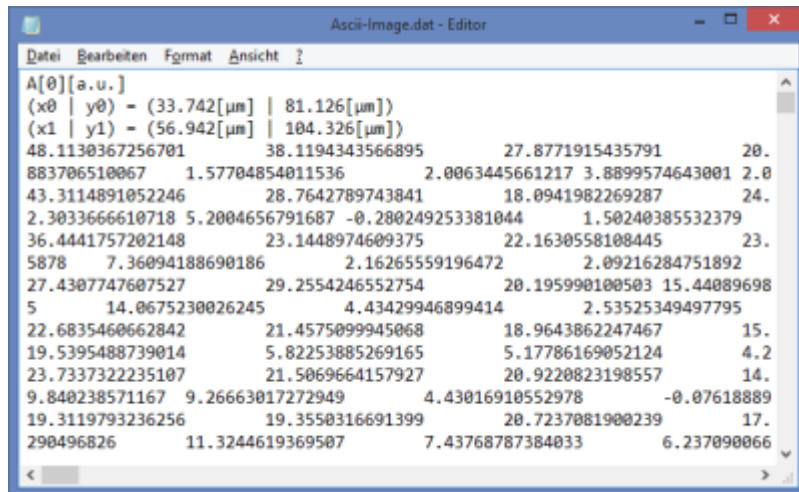 Ascii-Image.dat - Editor
Datei Bearbeiten Format Ansicht ?
A[0][a.u.]
(x0 | y0) = (33.742[µm] | 81.126[µm])
(x1 | y1) = (56.942[µm] | 104.326[µm])
48.1130367256701 38.1194343566895 27.8771915435791 20.
883706510067 1.57704854011536 2.0063445661217 3.8899574643001 2.0
43.3114891052246 28.7642789743841 18.0941982269287 24.
2.3033666610718 5.2004656791687 -0.280249253381044 1.50240385532379
36.4441757202148 23.1448974609375 22.1630558108445 23.
5878 7.36094188690186 2.16265559196472 2.09216284751892
27.4307747607527 29.2554246552754 20.195990100503 15.44089698
5 14.0675230026245 4.43429946899414 2.53525349497795
22.6835460662842 21.4575099945068 18.9643862247467 15.
19.5395488739014 5.82253885269165 5.17786169052124 4.2
23.7337322235107 21.5069664157927 20.9220823198557 14.
9.840238571167 9.26663017272949 4.43016910552978 -0.07618889
19.3119793236256 19.3550316691399 20.7237081900239 17.
290496826 11.3244619369507 7.43768787384033 6.237090066